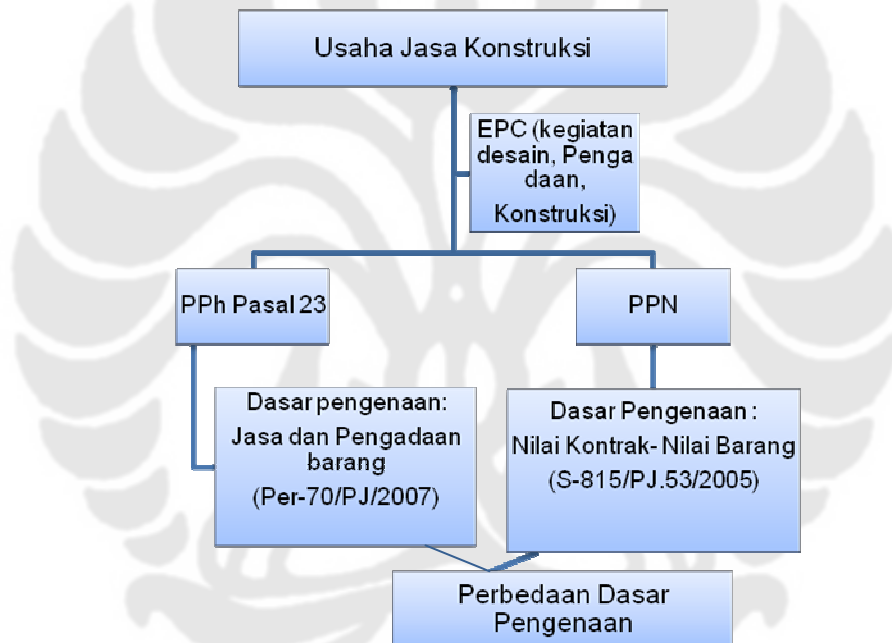 Usaha Jasa Konstruksi
EPC (kegiatan
desain, Penga
daan,
Konstruksi)
PPh Pasal 23
PPN
Dasar pengenaan:
Jasa dan Pengadaan
barang
(Per-70/PJ/2007)
Dasar Pengenaan :
Nilai Kontrak- Nilai Barang
(S-815/PJ.53/2005)
Perbedaan Dasar
Pengenaan